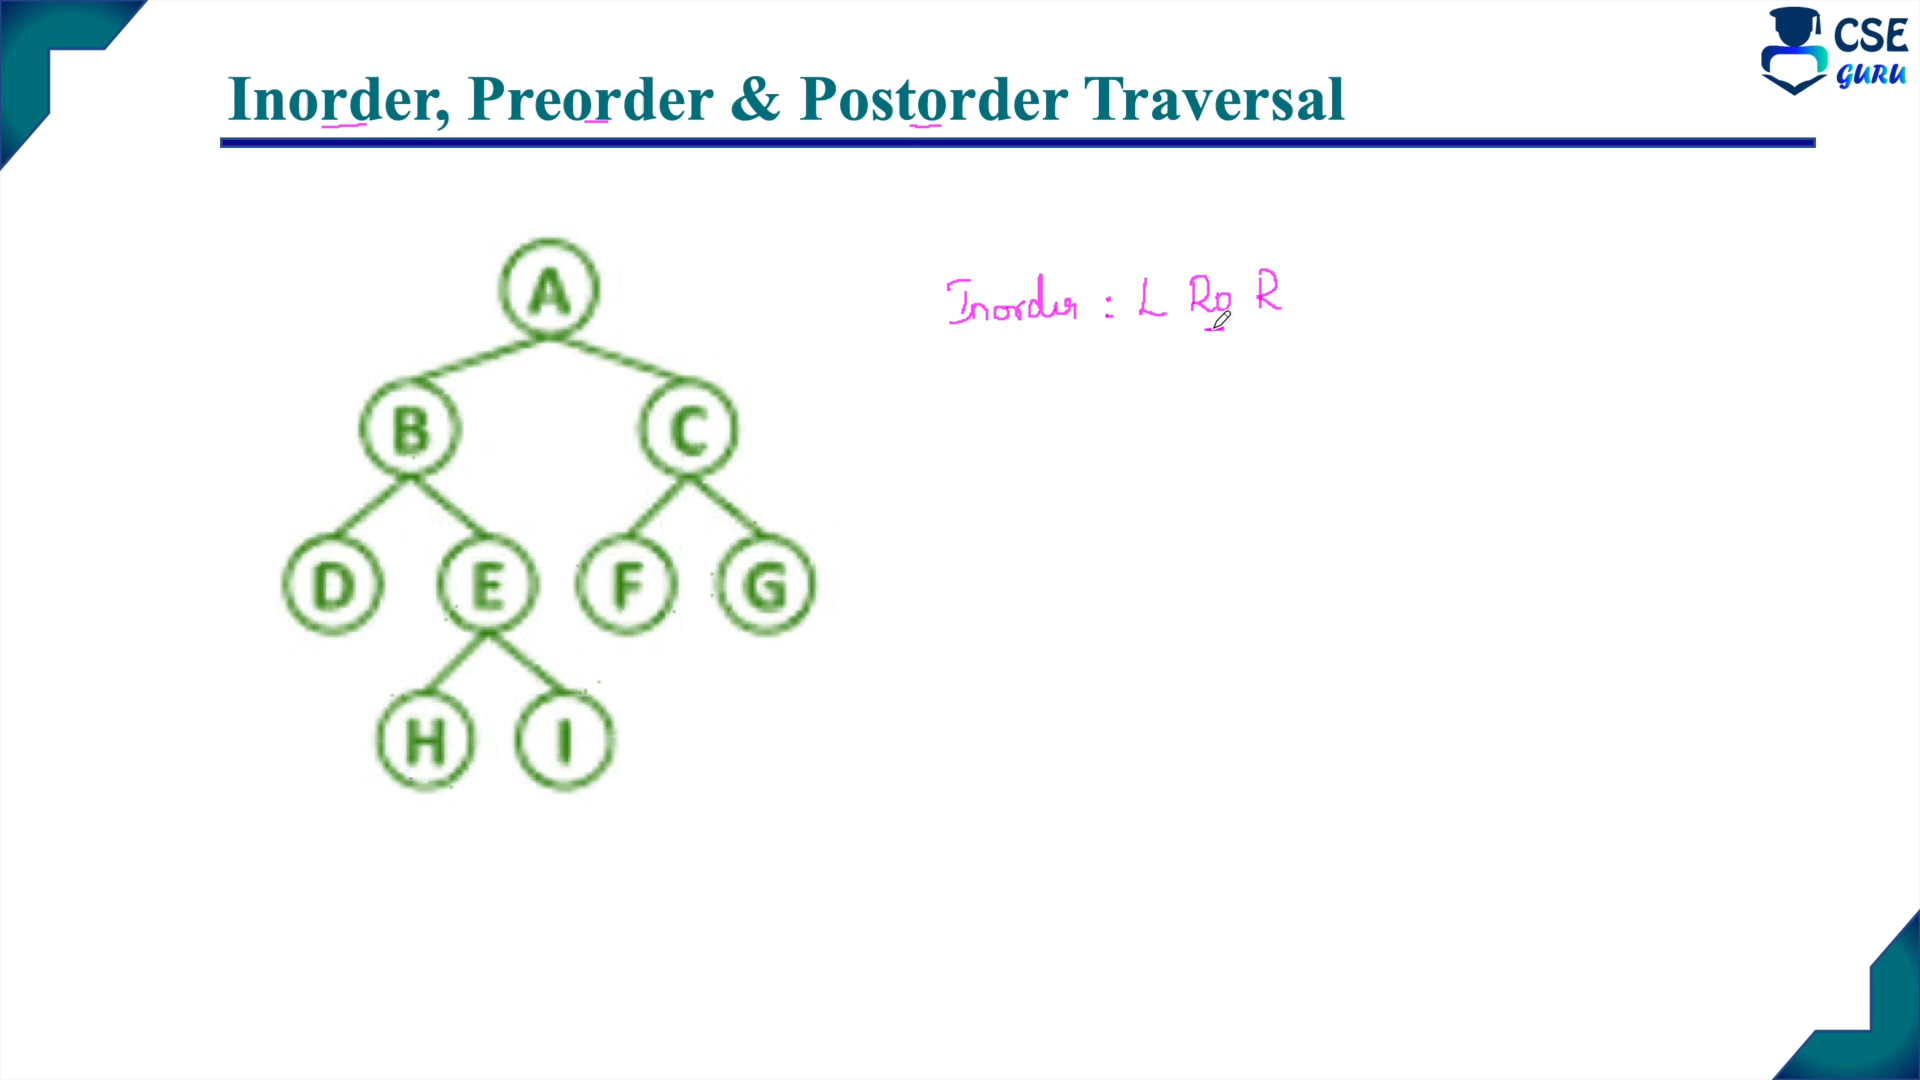 CSE
GURU
Inorder, Preorder & Postorder Traversal
A
Inorder : L Ro R
B C
D E F G
H I